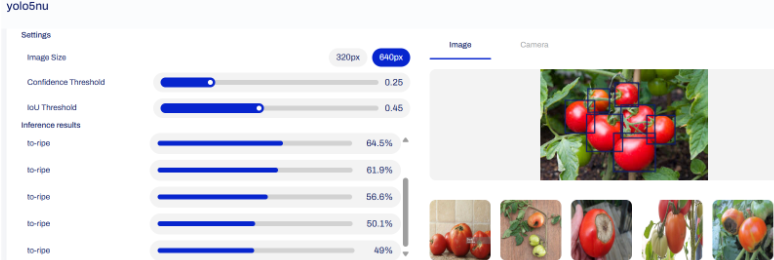 yolo5nu
Settings
Image Size 320px 640px
Confidence Threshold 0.25
IoU Threshold 0.45
Inference results
to-ripe 64.5%
to-ripe 61.9%
to-ripe 56.6%
to-ripe 50.1%
to-ripe 49%
Image Camera